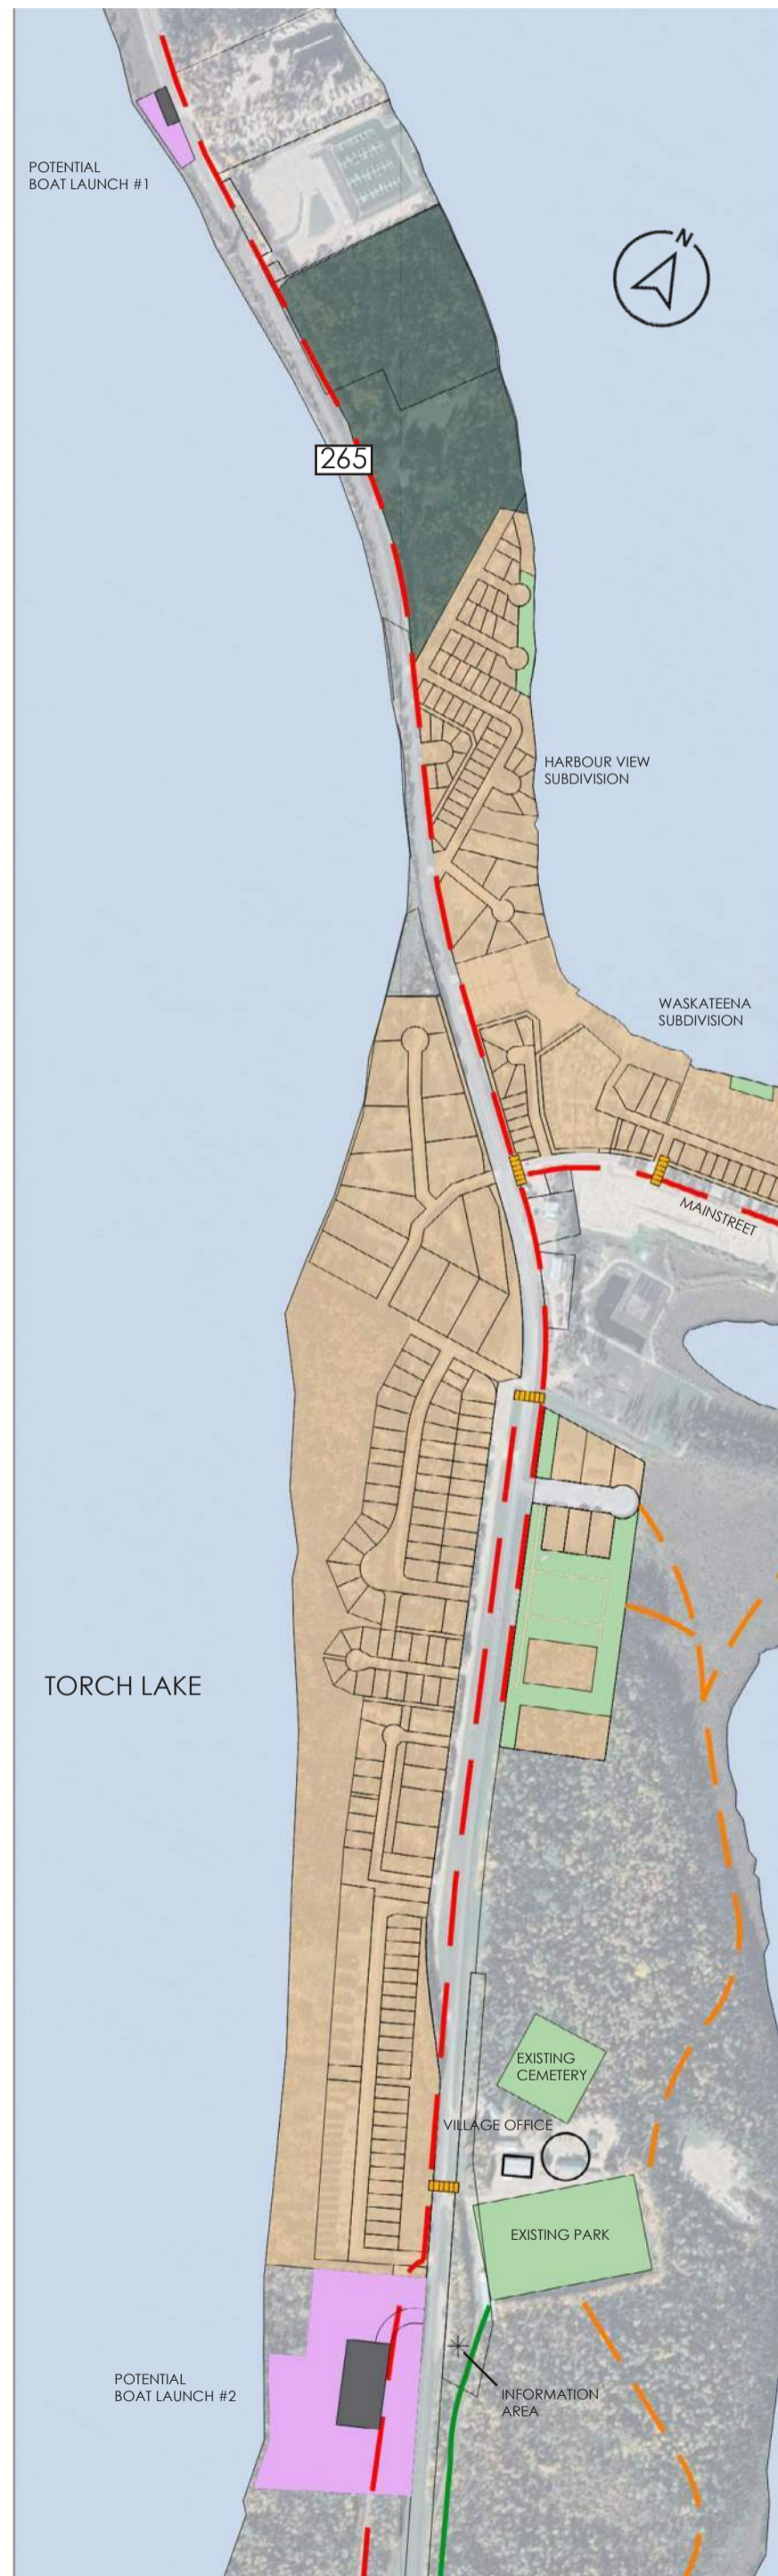 POTENTIAL
BOAT LAUNCH #1
N
265
HARBOUR VIEW
SUBDIVISION
WASKATEENA
SUBDIVISION
MAINSTREET
TORCH LAKE
EXISTING
CEMETERY
VILLAGE OFFICE
EXISTING PARK
POTENTIAL
BOAT LAUNCH #2
INFORMATION
AREA